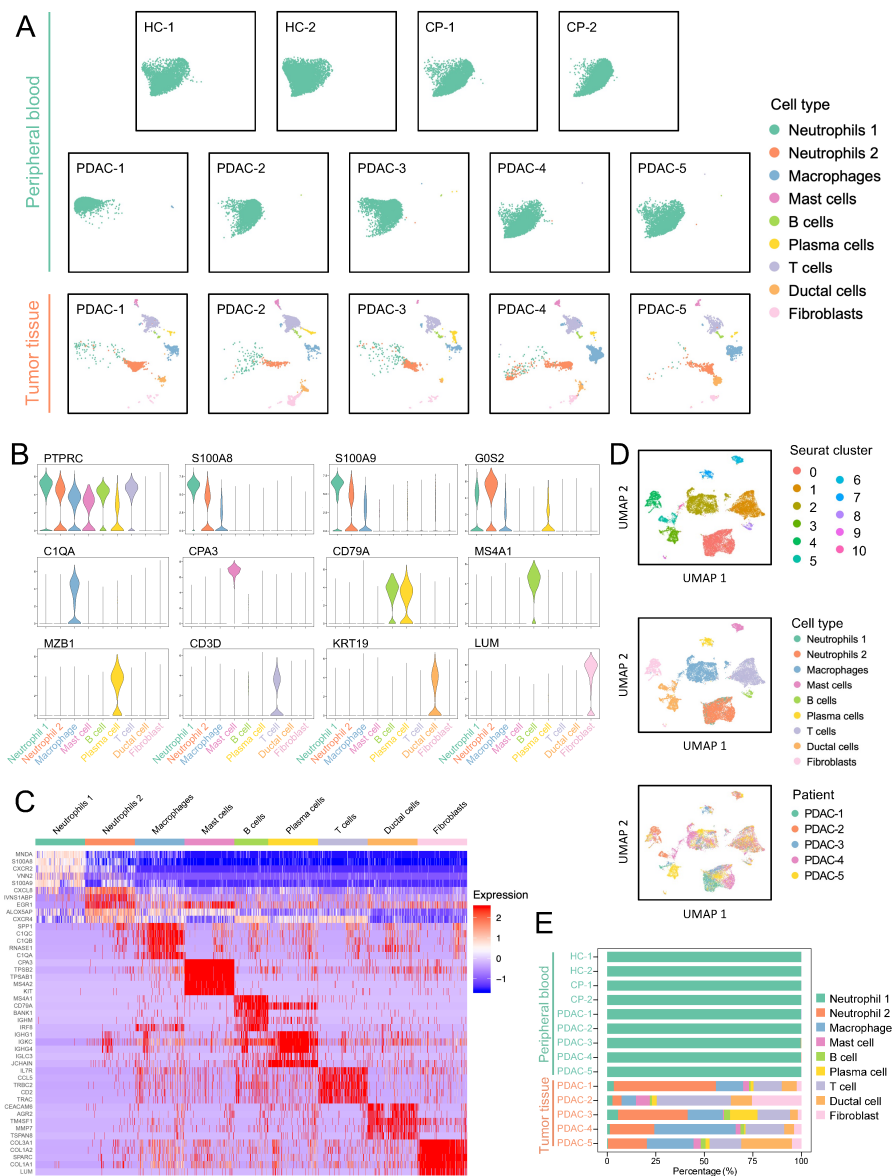 A
Peripheral blood
HC-1
HC-2
CP-1
CP-2
PDAC-1
PDAC-2
PDAC-3
PDAC-4
PDAC-5
Tumor tissue
PDAC-1
PDAC-2
PDAC-3
PDAC-4
PDAC-5
Cell type
Neutrophils 1
Neutrophils 2
Macrophages
Mast cells
B cells
Plasma cells
T cells
Ductal cells
Fibroblasts
B
PTPRC
S100A8
S100A9
G0S2
C1QA
CPA3
CD79A
MS4A1
MZB1
CD3D
KRT19
LUM
Neutrophil 1
Neutrophil 2
Macrophage
Mast cell
B cell
Plasma cell
T cell
Ductal cell
Fibroblast
Neutrophil 1
Neutrophil 2
Macrophage
Mast cell
B cell
Plasma cell
T cell
Ductal cell
Fibroblast
Neutrophil 1
Neutrophil 2
Macrophage
Mast cell
B cell
Plasma cell
T cell
Ductal cell
Fibroblast
Neutrophil 1
Neutrophil 2
Macrophage
Mast cell
B cell
Plasma cell
T cell
Ductal cell
Fibroblast
C
Neutrophils 1
Neutrophils 2
Macrophages
Mast cells
B cells
Plasma cells
T cells
Ductal cells
Fibroblasts
MNDA
S100A8
CXCR2
VNN2
S100A9
CXCL8
IVNS1ABP
EGR1
ALOX5AP
CXCR4
SPP1
C1QC
C1QB
RNASE1
C1QA
CPA3
TPSB2
TPSAB1
MS4A2
KIT
MS4A1
CD79A
BANK1
IGHM
IRF8
IGHG1
IGKC
IGHG4
IGLC3
JCHAIN
IL7R
CCL5
TRBC2
CD2
TRAC
CEACAM6
AGR2
TM4SF1
MMP7
TSPAN8
COL3A1
COL1A2
SPARC
COL1A1
LUM
Expression
2
1
0
−1
D
UMAP 2
UMAP 1
Seurat cluster
0
1
2
3
4
5
6
7
8
9
10
UMAP 2
UMAP 1
Cell type
Neutrophils 1
Neutrophils 2
Macrophages
Mast cells
B cells
Plasma cells
T cells
Ductal cells
Fibroblasts
UMAP 2
UMAP 1
Patient
PDAC-1
PDAC-2
PDAC-3
PDAC-4
PDAC-5
E
Peripheral blood
HC-1
HC-2
CP-1
CP-2
PDAC-1
PDAC-2
PDAC-3
PDAC-4
PDAC-5
Tumor tissue
PDAC-1
PDAC-2
PDAC-3
PDAC-4
PDAC-5
0 25 50 75 100
Percentage (%)
Neutrophil 1
Neutrophil 2
Macrophage
Mast cell
B cell
Plasma cell
T cell
Ductal cell
Fibroblast